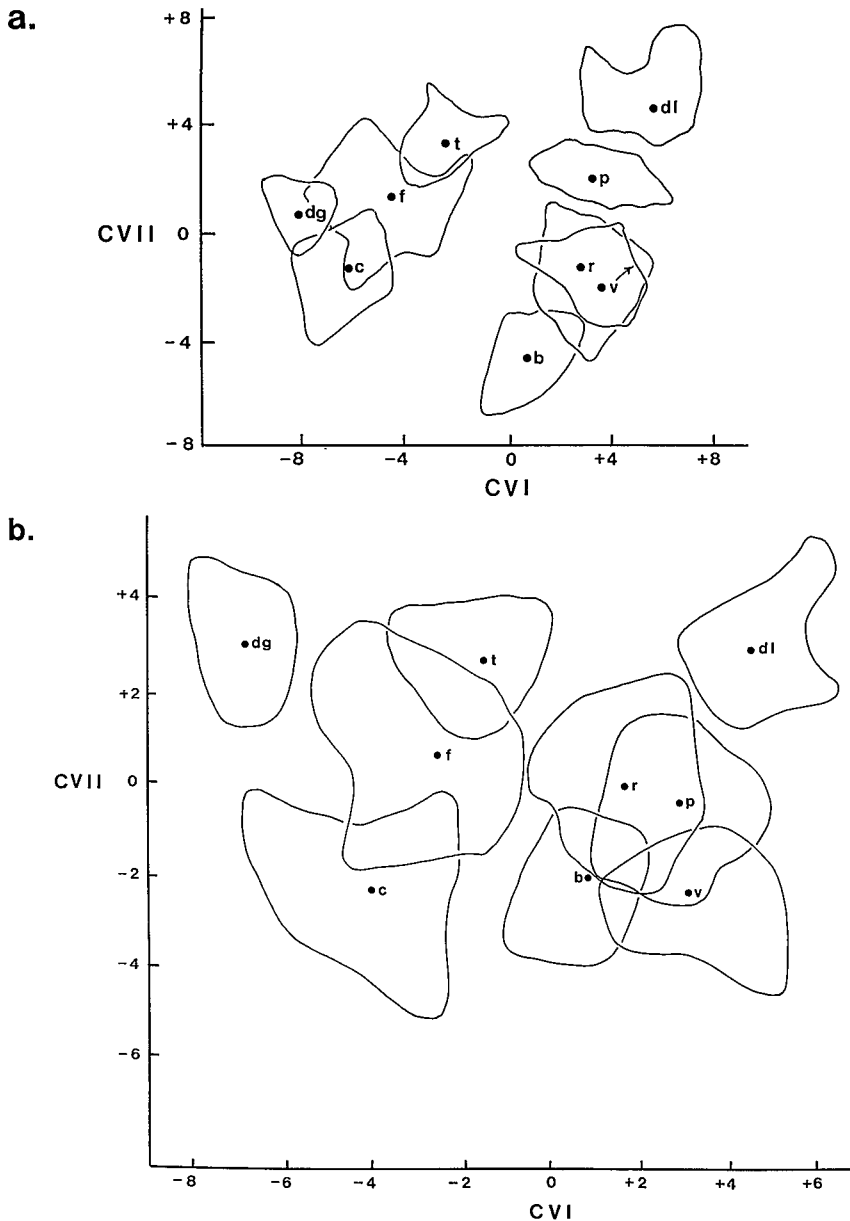 a.
+8
dl
+4
t
p
f
dg
CVII 0
c
r
v
-4
b
-8
-8 -4 0 +4 +8
CVI
b.
+4
dg
t
dl
+2
f
CVII 0
r
p
-2
b
c
v
-4
-6
-8 -6 -4 -2 0 +2 +4 +6
CVI